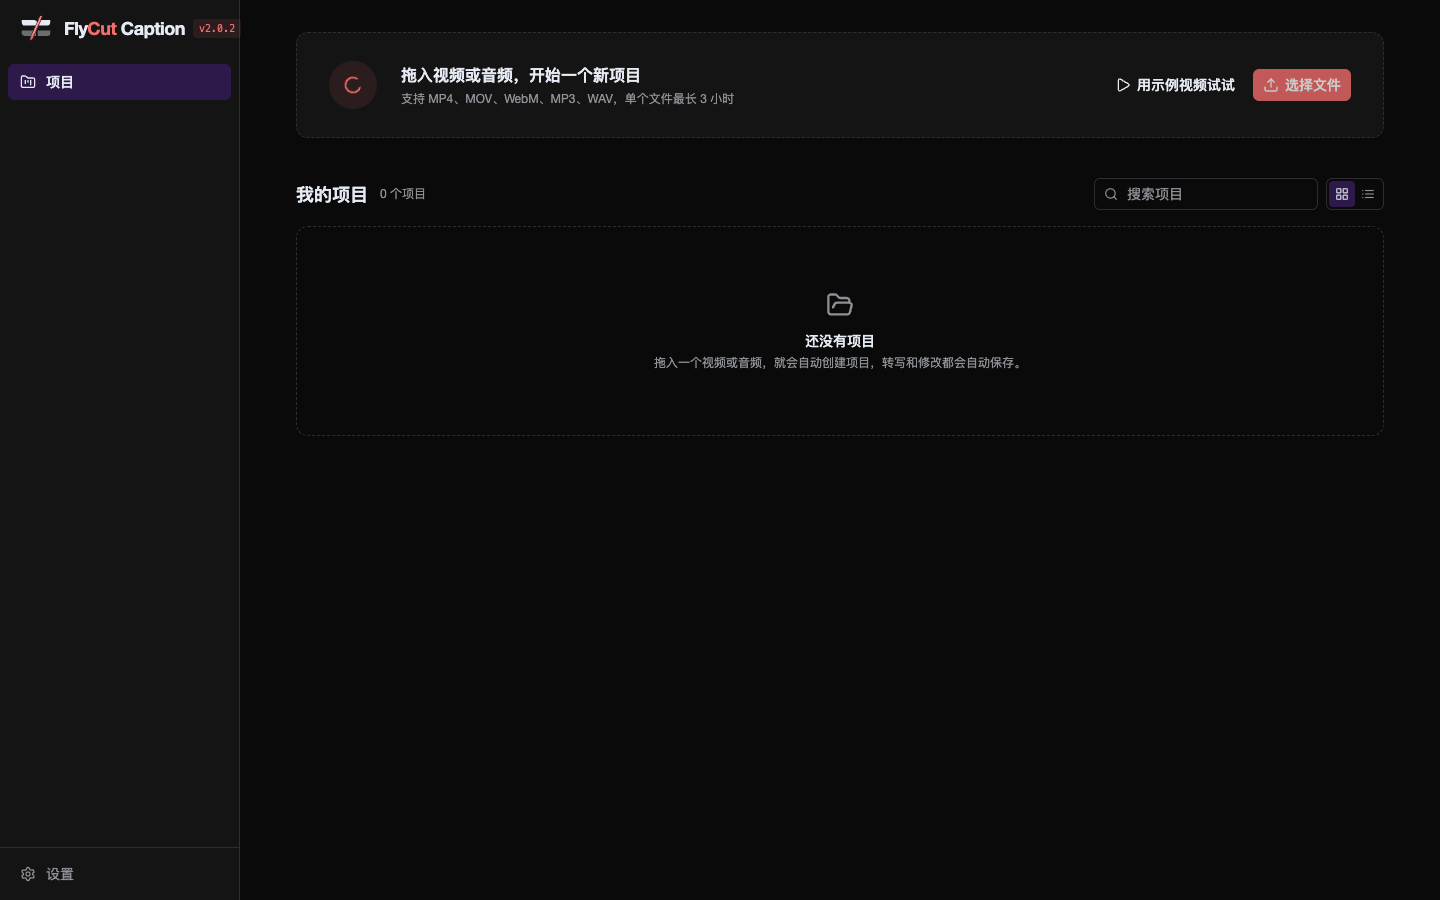 FlyCut Caption v2.0.2
项目
拖入视频或音频，开始一个新项目
支持 MP4、MOV、WebM、MP3、WAV，单个文件最长 3 小时
用示例视频试试
选择文件
我的项目 0 个项目
搜索项目
还没有项目
拖入一个视频或音频，就会自动创建项目，转写和修改都会自动保存。
设置